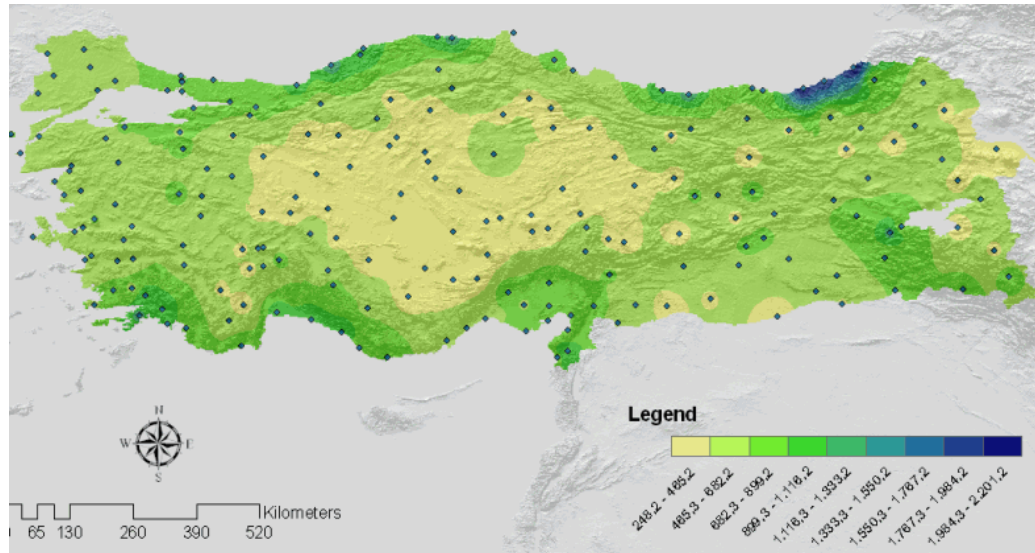 Legend
248,2 - 465,2
465,3 - 682,2
682,3 - 899,2
899,3 - 1.116,2
1.116,3 - 1.333,2
1.333,3 - 1.550,2
1.550,3 - 1.767,2
1.767,3 - 1.984,2
1.984,3 - 2.201,2
N
W E
S
Kilometers
65 130 260 390 520